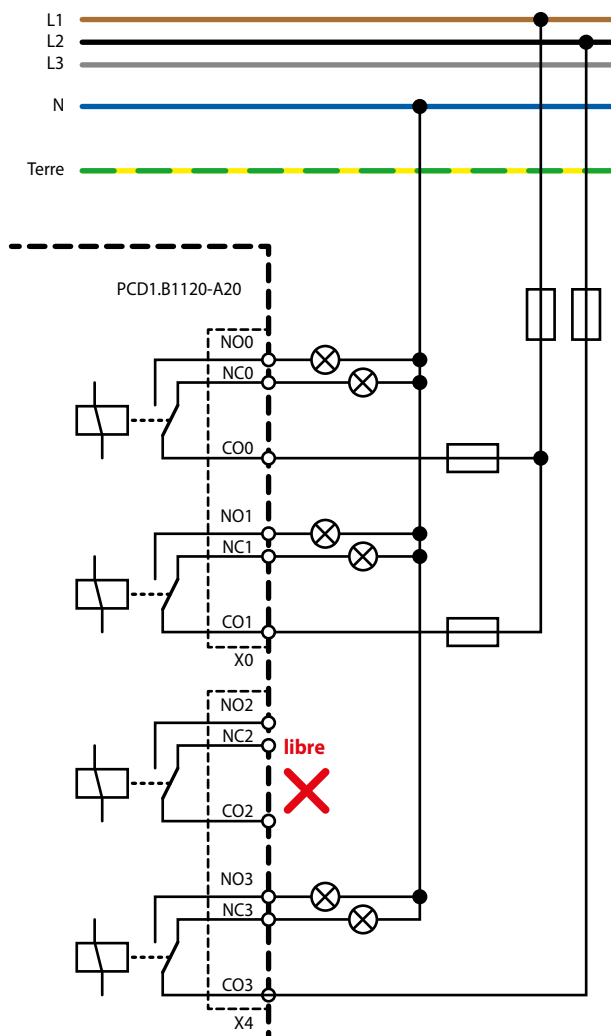 L1
L2
L3
N
Terre
PCD1.B1120-A20
NO0
NC0
CO0
NO1
NC1
CO1
X0
NO2
NC2
libre
CO2
NO3
NC3
CO3
X4